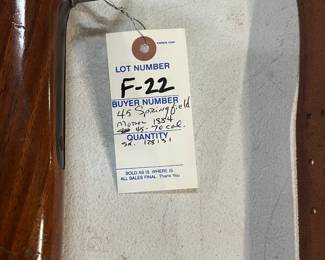 LOT NUMBER
F-22
BUYER NUMBER
45 Springfield
Model 1884
45-70 cal.
QUANTITY
128131
SOLD AS IS, WHERE IS
ALL SALES FINAL. Thank You.